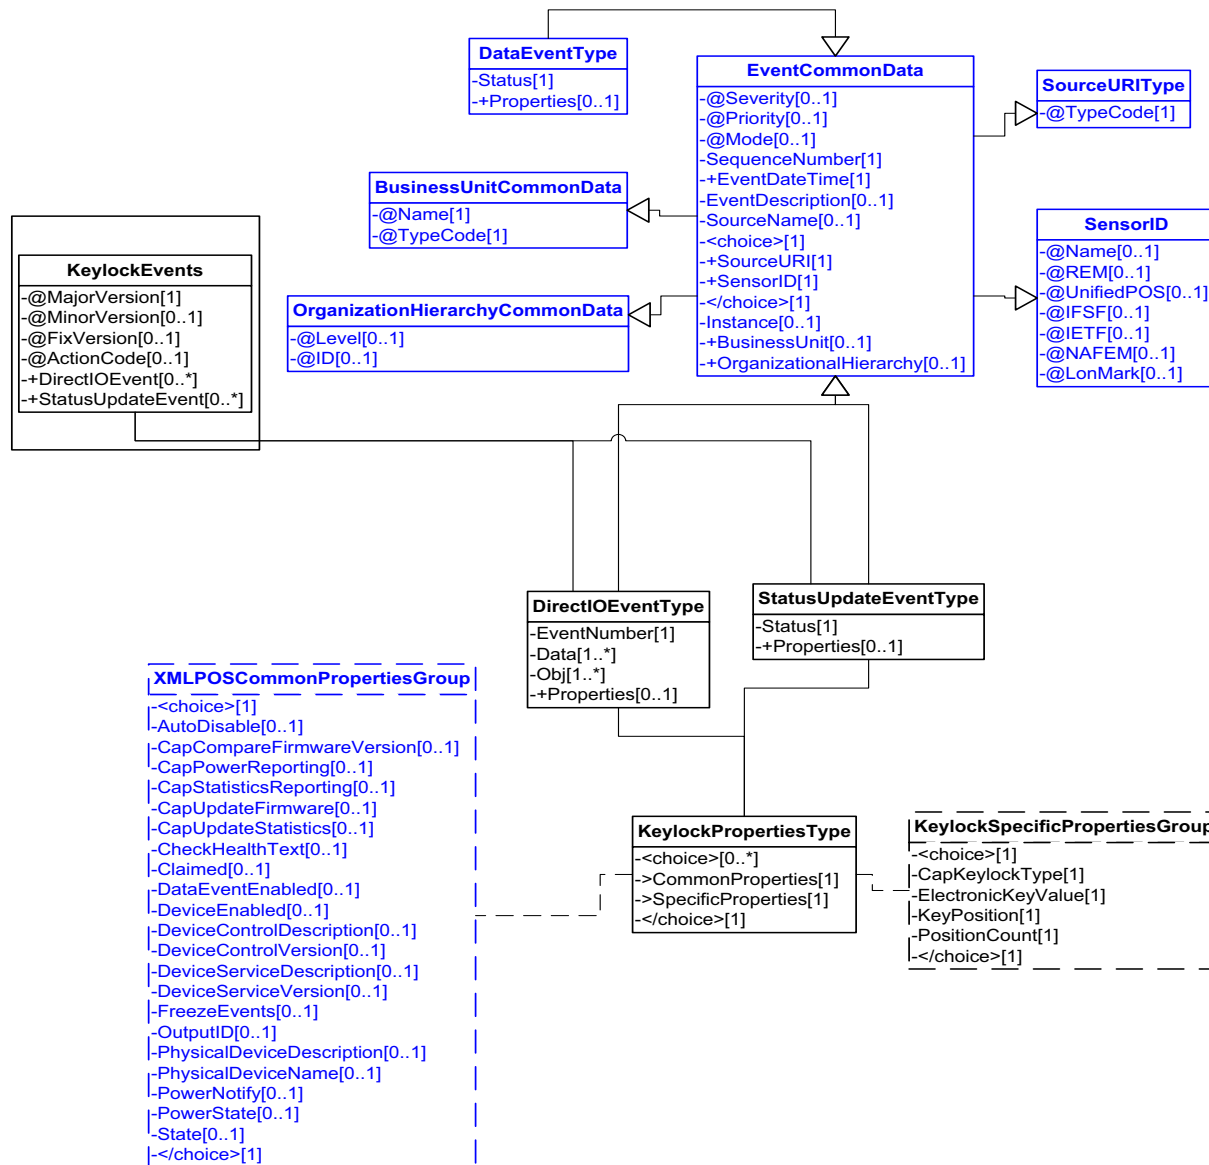 DataEventType
-Status[1]
-+Properties[0..1]
EventCommonData
-@Severity[0..1]
-@Priority[0..1]
-@Mode[0..1]
-SequenceNumber[1]
-+EventDateTime[1]
-EventDescription[0..1]
-SourceName[0..1]
-<choice>[1]
-+SourceURI[1]
-+SensorID[1]
-</choice>[1]
-Instance[0..1]
-+BusinessUnit[0..1]
-+OrganizationalHierarchy[0..1]
SourceURIType
-@TypeCode[1]
BusinessUnitCommonData
-@Name[1]
-@TypeCode[1]
SensorID
-@Name[0..1]
-@REM[0..1]
-@UnifiedPOS[0..1]
-@IFSF[0..1]
-@IETF[0..1]
-@NAFEM[0..1]
-@LonMark[0..1]
KeylockEvents
-@MajorVersion[1]
-@MinorVersion[0..1]
-@FixVersion[0..1]
-@ActionCode[0..1]
-+DirectIOEvent[0..*]
-+StatusUpdateEvent[0..*]
OrganizationHierarchyCommonData
-@Level[0..1]
-@ID[0..1]
DirectIOEventType
-EventNumber[1]
-Data[1..*]
-Obj[1..*]
-+Properties[0..1]
StatusUpdateEventType
-Status[1]
-+Properties[0..1]
XMLPOSCommonPropertiesGroup
-<choice>[1]
-AutoDisable[0..1]
-CapCompareFirmwareVersion[0..1]
-CapPowerReporting[0..1]
-CapStatisticsReporting[0..1]
-CapUpdateFirmware[0..1]
-CapUpdateStatistics[0..1]
-CheckHealthText[0..1]
-Claimed[0..1]
-DataEventEnabled[0..1]
-DeviceEnabled[0..1]
-DeviceControlDescription[0..1]
-DeviceControlVersion[0..1]
-DeviceServiceDescription[0..1]
-DeviceServiceVersion[0..1]
-FreezeEvents[0..1]
-OutputID[0..1]
-PhysicalDeviceDescription[0..1]
-PhysicalDeviceName[0..1]
-PowerNotify[0..1]
-PowerState[0..1]
-State[0..1]
-</choice>[1]
KeylockPropertiesType
-<choice>[0..*]
->CommonProperties[1]
->SpecificProperties[1]
-</choice>[1]
KeylockSpecificPropertiesGroup
-<choice>[1]
-CapKeylockType[1]
-ElectronicKeyValue[1]
-KeyPosition[1]
-PositionCount[1]
-</choice>[1]